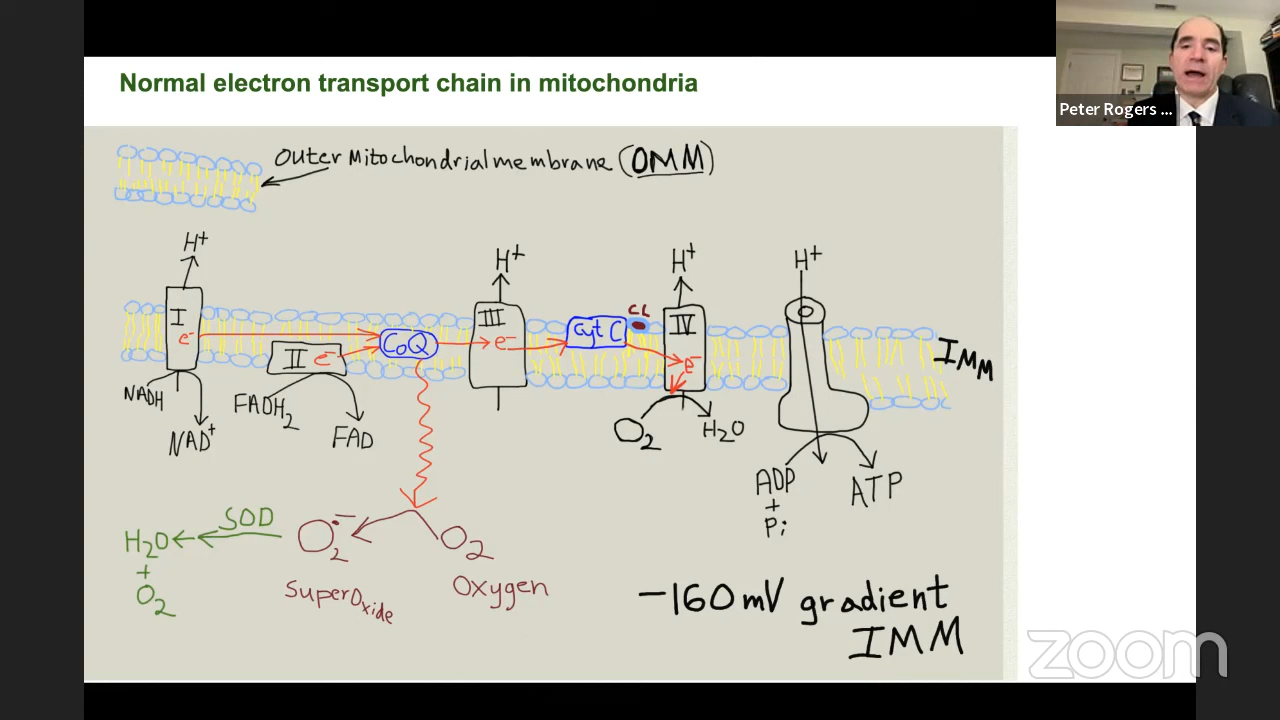 Normal electron transport chain in mitochondria
Peter Rogers ...
Outer Mitochondrial membrane (OMM)
H+
H+
H+
H+
I
e-
II
e-
CoQ
III
e-
Cyt C
CL
IV
e-
IMM
NADH
NAD+
FADH2
FAD
O2
H2O
ADP
+
Pi
ATP
H2O
+
O2
SOD
O2•−
SuperOxide
O2
Oxygen
−160mV gradient
IMM
zoom